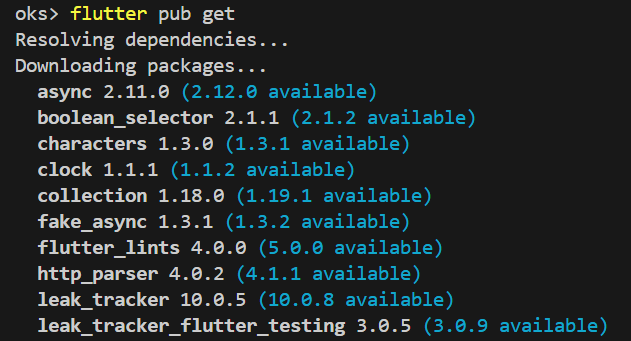 oks> flutter pub get
Resolving dependencies...
Downloading packages...
async 2.11.0 (2.12.0 available)
boolean_selector 2.1.1 (2.1.2 available)
characters 1.3.0 (1.3.1 available)
clock 1.1.1 (1.1.2 available)
collection 1.18.0 (1.19.1 available)
fake_async 1.3.1 (1.3.2 available)
flutter_lints 4.0.0 (5.0.0 available)
http_parser 4.0.2 (4.1.1 available)
leak_tracker 10.0.5 (10.0.8 available)
leak_tracker_flutter_testing 3.0.5 (3.0.9 available)